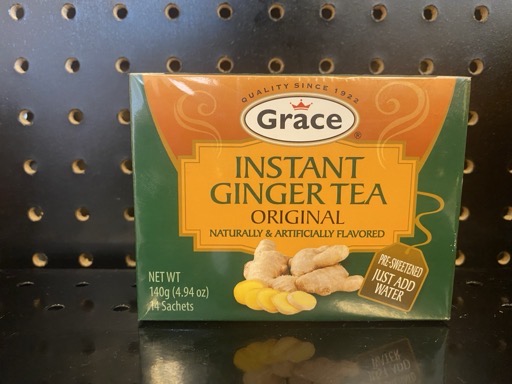 QUALITY SINCE 1922
Grace
®
INSTANT
GINGER TEA
ORIGINAL
NATURALLY & ARTIFICIALLY FLAVORED
PRE-SWEETENED
JUST ADD
WATER
NET WT
140g (4.94 oz)
14 Sachets